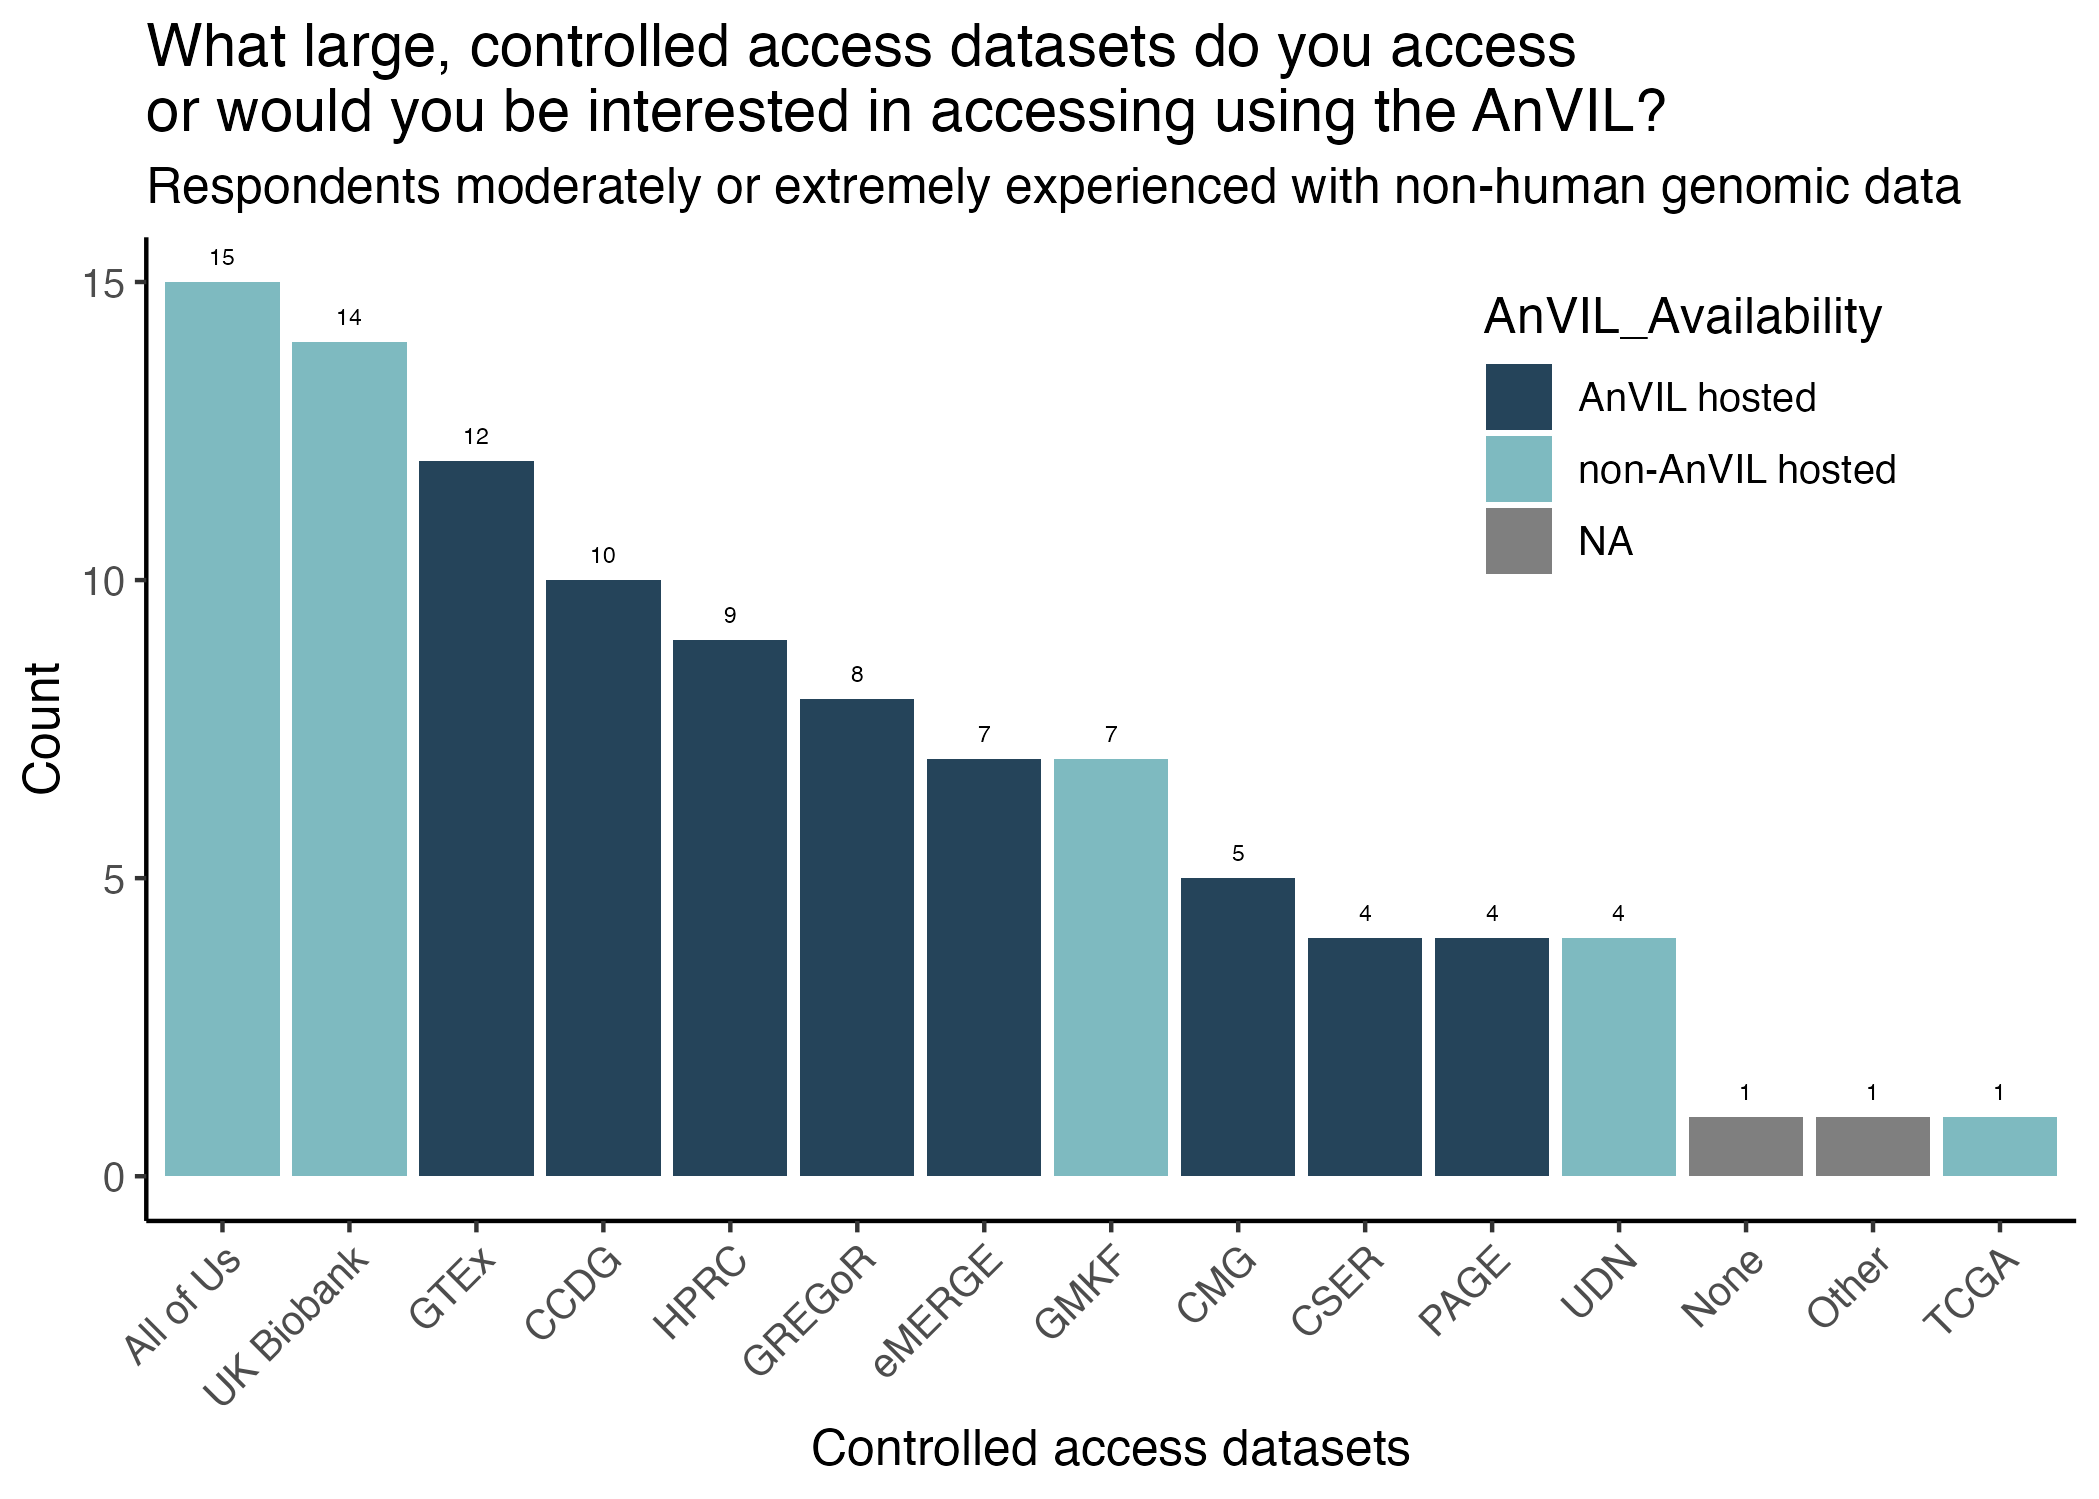 What large, controlled access datasets do you access
or would you be interested in accessing using the AnVIL?
Respondents moderately or extremely experienced with non-human genomic data
15
14
12
10
9
8
7
7
5
4
4
4
1
1
1
AnVIL_Availability
AnVIL hosted
non-AnVIL hosted
NA
Count
15
10
5
0
All of Us
UK Biobank
GTEx
CCDG
HPRC
GREGoR
eMERGE
GMKF
CMG
CSER
PAGE
UDN
None
Other
TCGA
Controlled access datasets